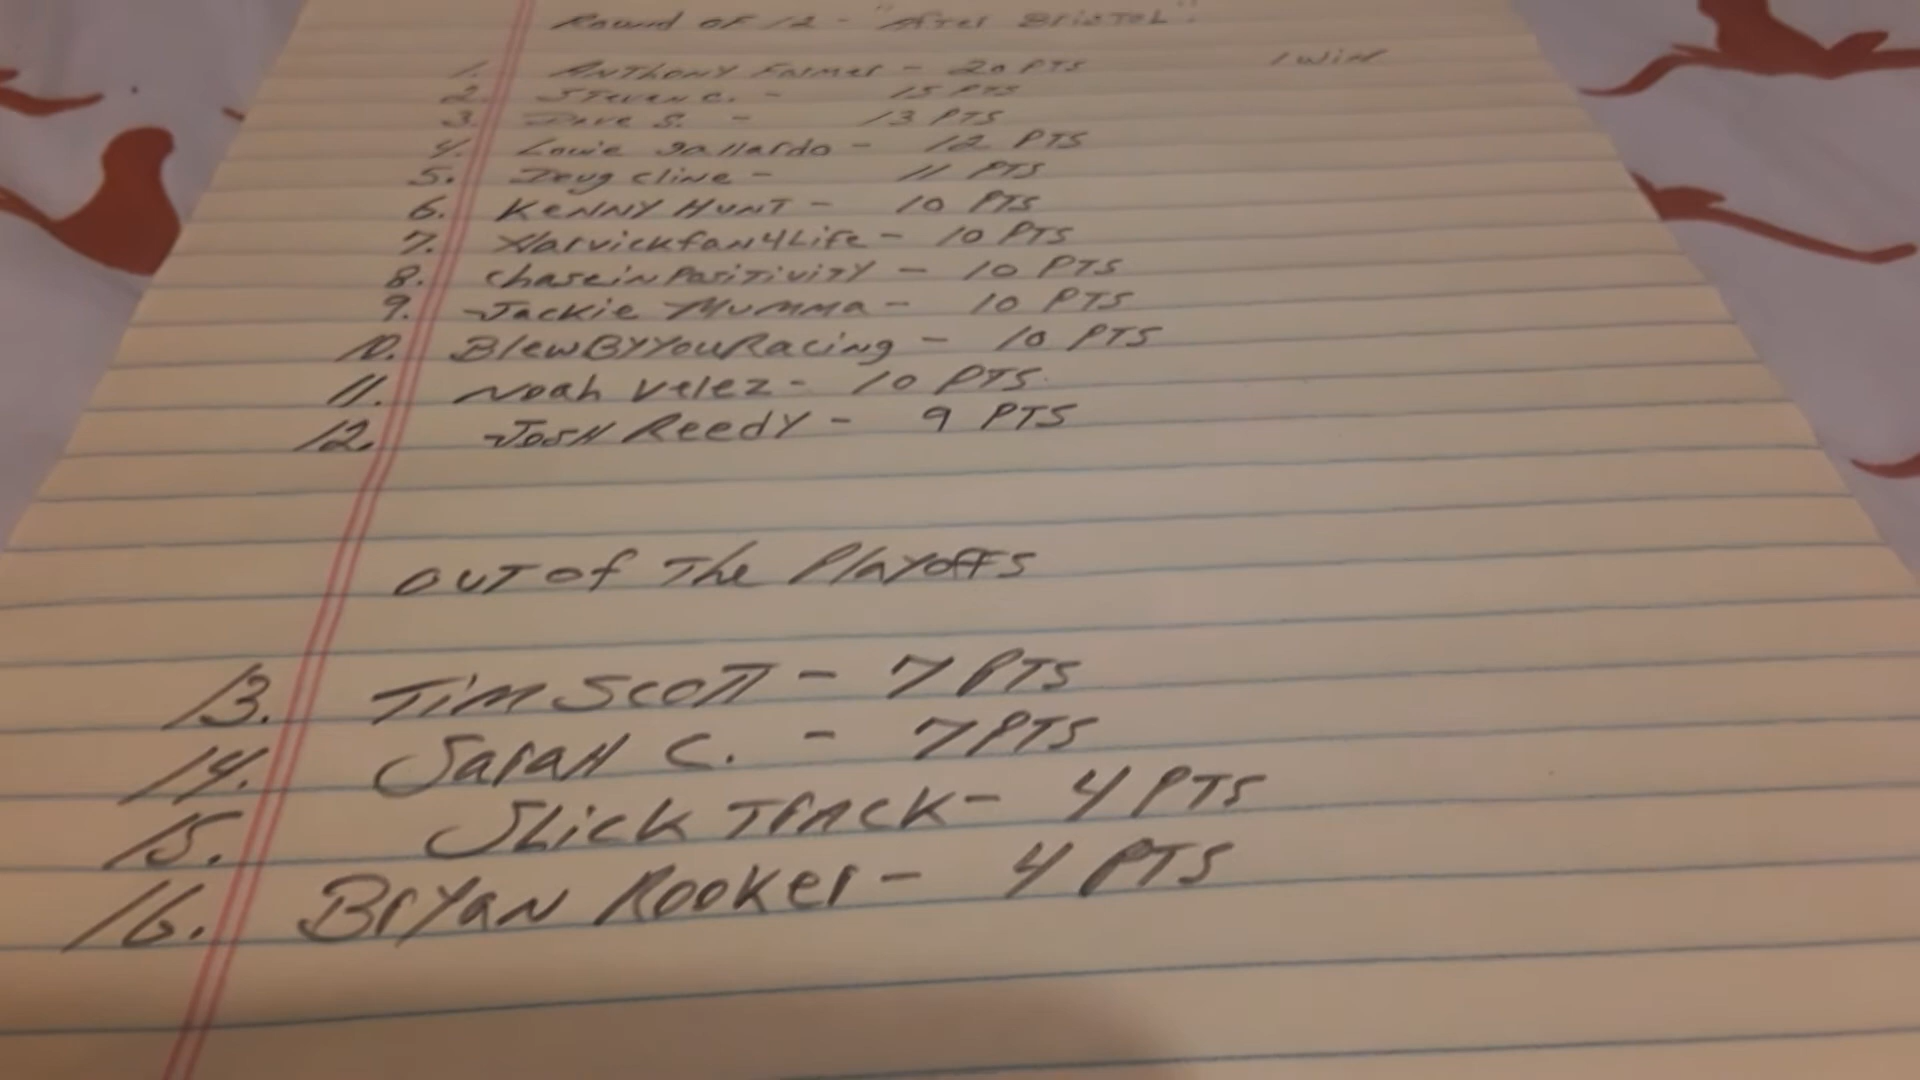 Round of 12 - "After Bristol".
1. Anthony Farmer - 20 PTS 1 win
2. Steven C. - 15 PTS
3. Dave S. - 13 PTS
4. Louie Gallardo - 12 PTS
5. Doug Cline - 11 PTS
6. KENNY HUNT - 10 PTS
7. XHarvickfan4Life - 10 PTS
8. ChaseinPositivity - 10 PTS
9. Jackie Mumma - 10 PTS
10. BlewBYYouRacing - 10 PTS
11. Noah Velez - 10 PTS.
12. Josh Reedy - 9 PTS
OUT of The Playoffs
13. Tim Scott - 7 PTS
14. Sarah C. - 7 PTS
15. Slick Track - 4 PTS
16. Bryan Rooker - 4 PTS